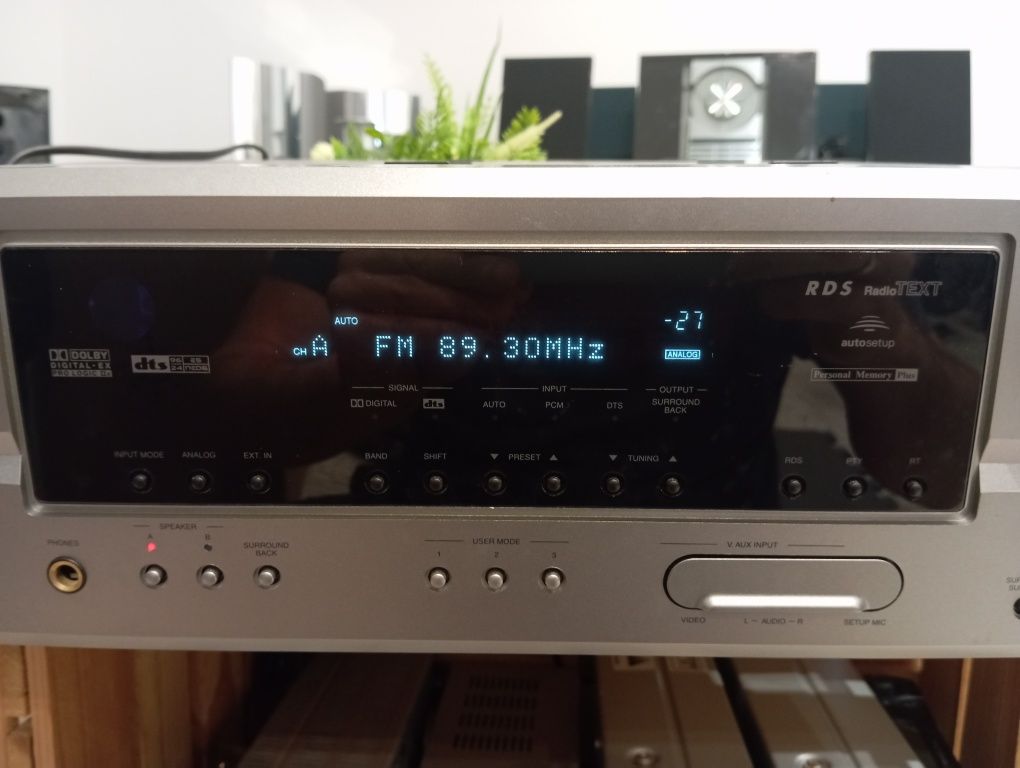 RDS RadioTEXT
AUTO
-27
CH A FM 89.30MHz
ANALOG
autosetup
DOLBY
DIGITAL·EX
PRO LOGIC IIx
dts 96 24 ES
Personal Memory Plus
SIGNAL INPUT OUTPUT
DIGITAL dts AUTO PCM DTS SURROUND BACK
INPUT MODE ANALOG EXT. IN BAND SHIFT ▼ PRESET ▲ ▼ TUNING ▲ RDS PTY RT
SPEAKER
PHONES A B SURROUND BACK
USER MODE
1 2 3
V. AUX INPUT
VIDEO L — AUDIO — R SETUP MIC